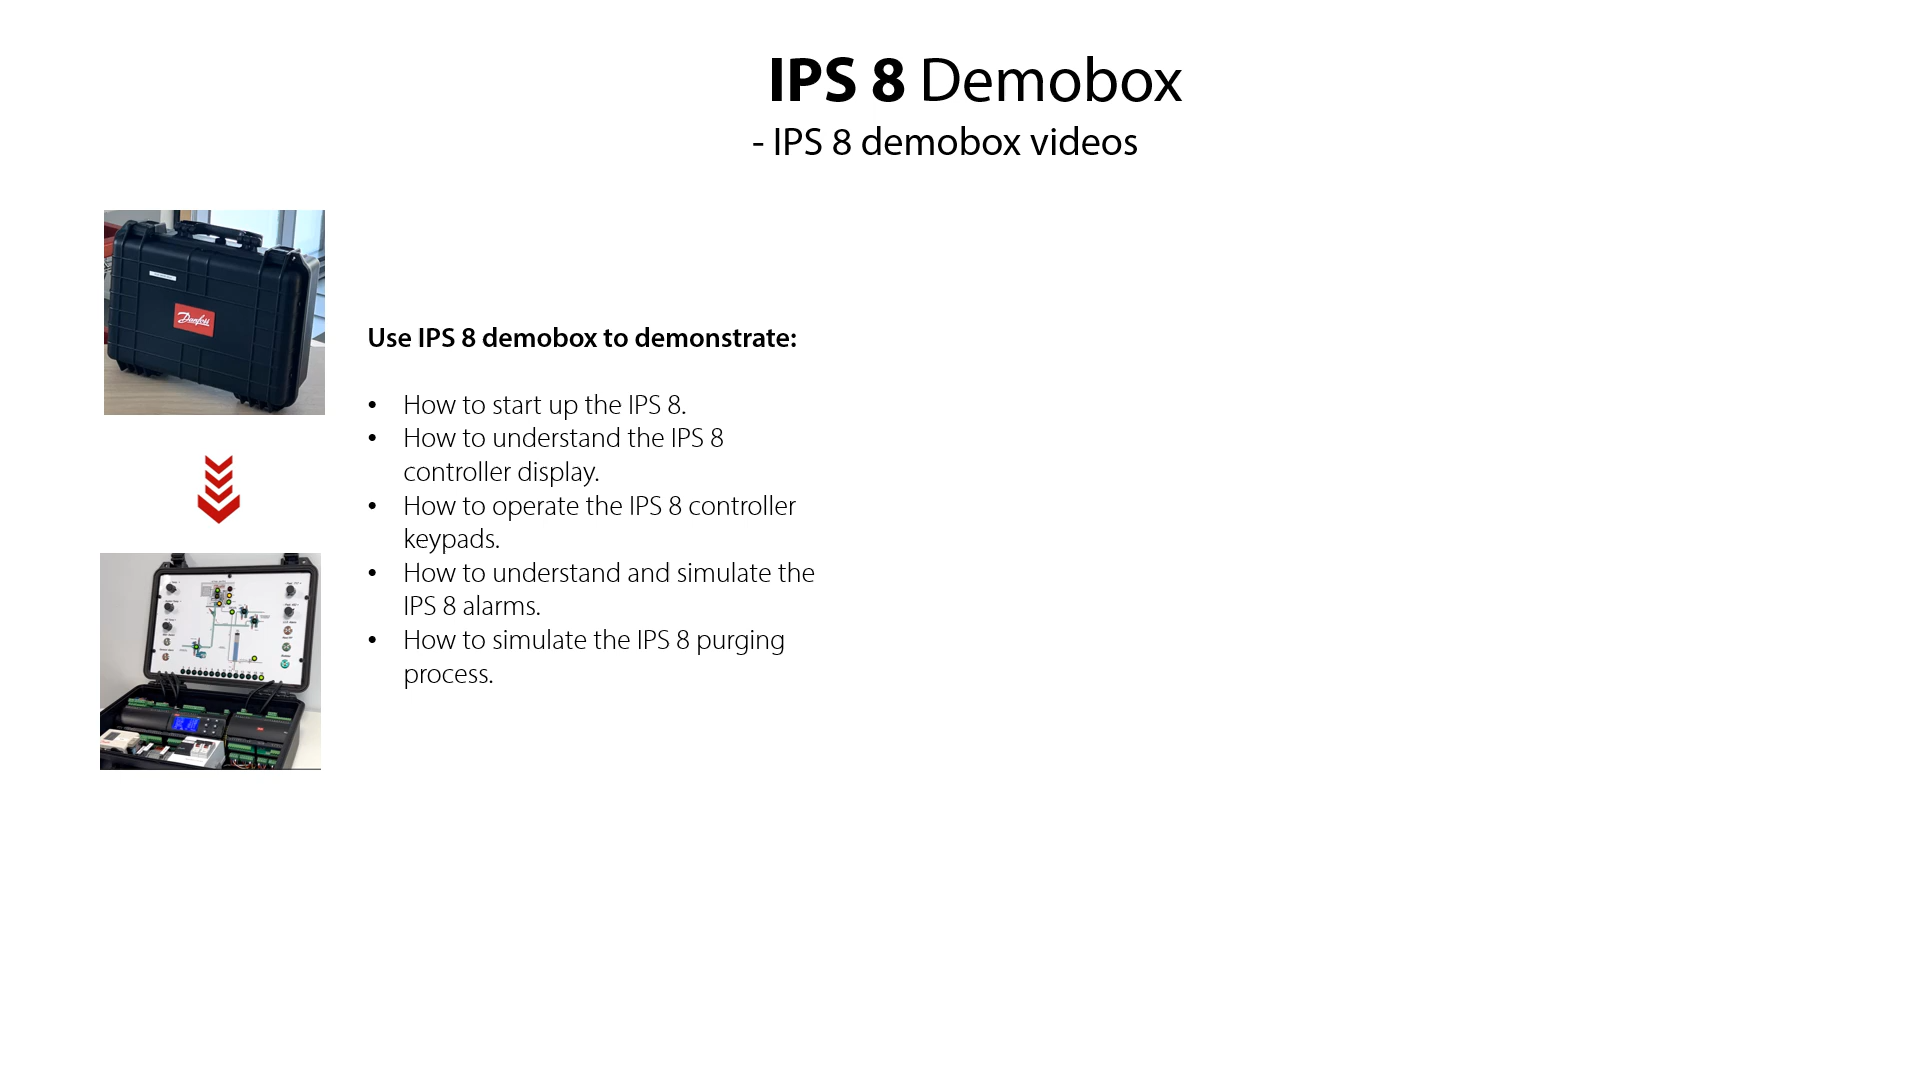 IPS 8 Demobox
- IPS 8 demobox videos
Danfoss
Use IPS 8 demobox to demonstrate:
• How to start up the IPS 8.
• How to understand the IPS 8
controller display.
• How to operate the IPS 8 controller
keypads.
• How to understand and simulate the
IPS 8 alarms.
• How to simulate the IPS 8 purging
process.